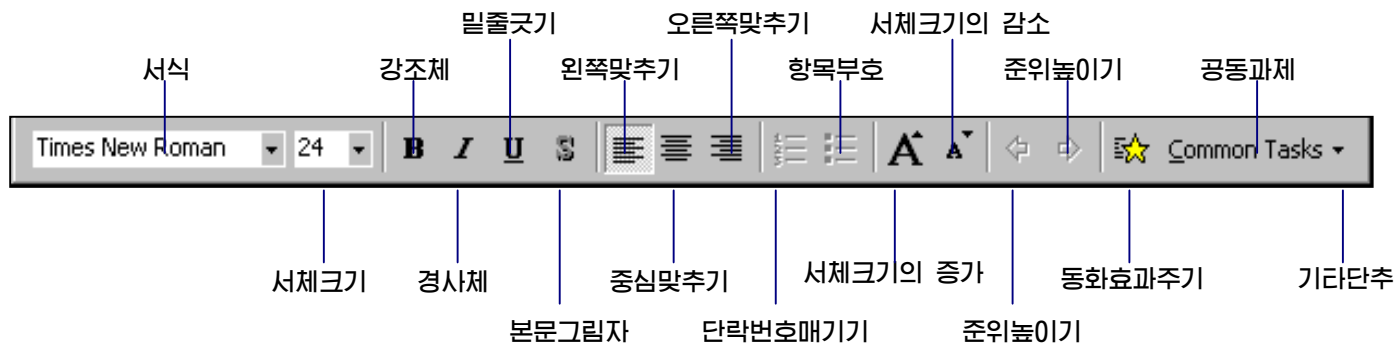 밑줄긋기 오른쪽맞추기 서체크기의 감소
서식 강조체 왼쪽맞추기 항목부호 준위높이기 공동과제
Times New Roman 24 B I U S A A Common Tasks
서체크기 경사체 중심맞추기 서체크기의 증가 동화효과주기 기타단추
본문그림자 단락번호매기기 준위높이기